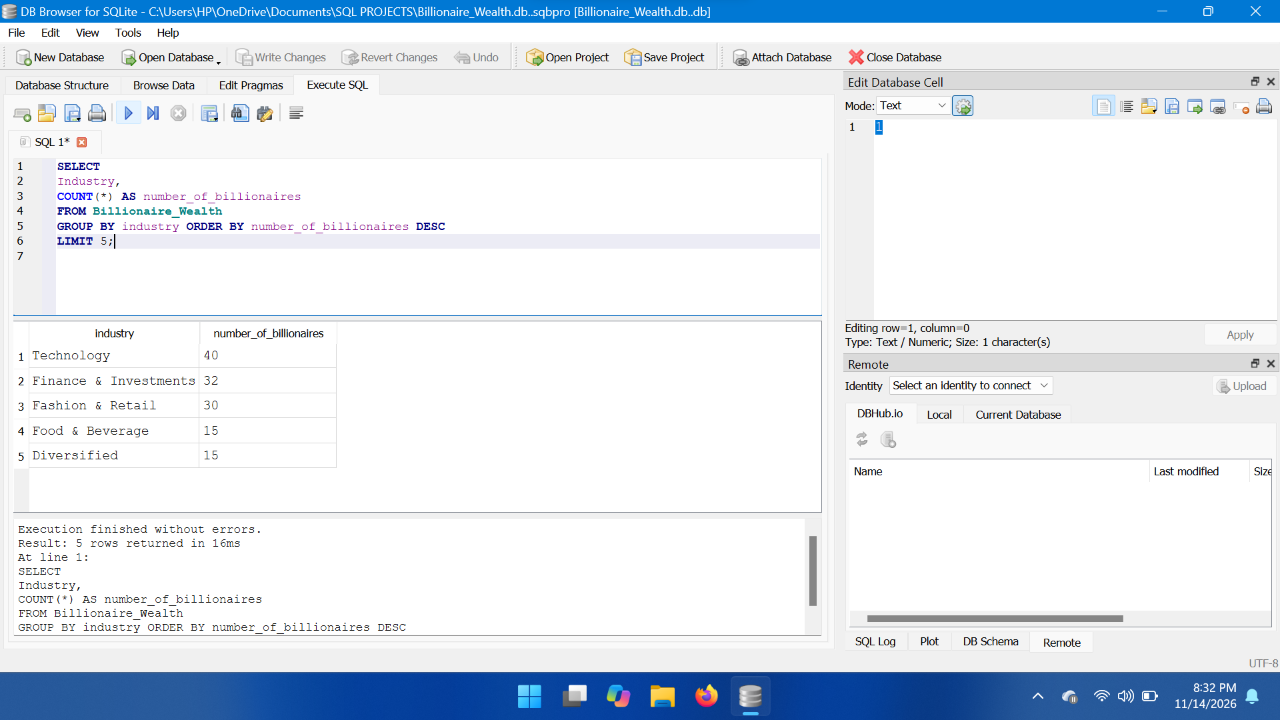 DB Browser for SQLite - C:\Users\HP\OneDrive\Documents\SQL PROJECTS\Billionaire_Wealth.db..sqbpro [Billionaire_Wealth.db..db]
File Edit View Tools Help
New Database Open Database Write Changes Revert Changes Undo Open Project Save Project Attach Database Close Database
Database Structure Browse Data Edit Pragmas Execute SQL
SQL 1*
1 SELECT
2 Industry,
3 COUNT(*) AS number_of_billionaires
4 FROM Billionaire_Wealth
5 GROUP BY industry ORDER BY number_of_billionaires DESC
6 LIMIT 5;
7
industry number_of_billionaires
1 Technology 40
2 Finance & Investments 32
3 Fashion & Retail 30
4 Food & Beverage 15
5 Diversified 15
Execution finished without errors.
Result: 5 rows returned in 16ms
At line 1:
SELECT
Industry,
COUNT(*) AS number_of_billionaires
FROM Billionaire_Wealth
GROUP BY industry ORDER BY number_of_billionaires DESC
Edit Database Cell
Mode: Text
1 1
Editing row=1, column=0
Type: Text / Numeric; Size: 1 character(s)
Apply
Remote
Identity Select an identity to connect Upload
DBHub.io Local Current Database
Name Last modified Size
SQL Log Plot DB Schema Remote
UTF-8
8:32 PM
11/14/2026